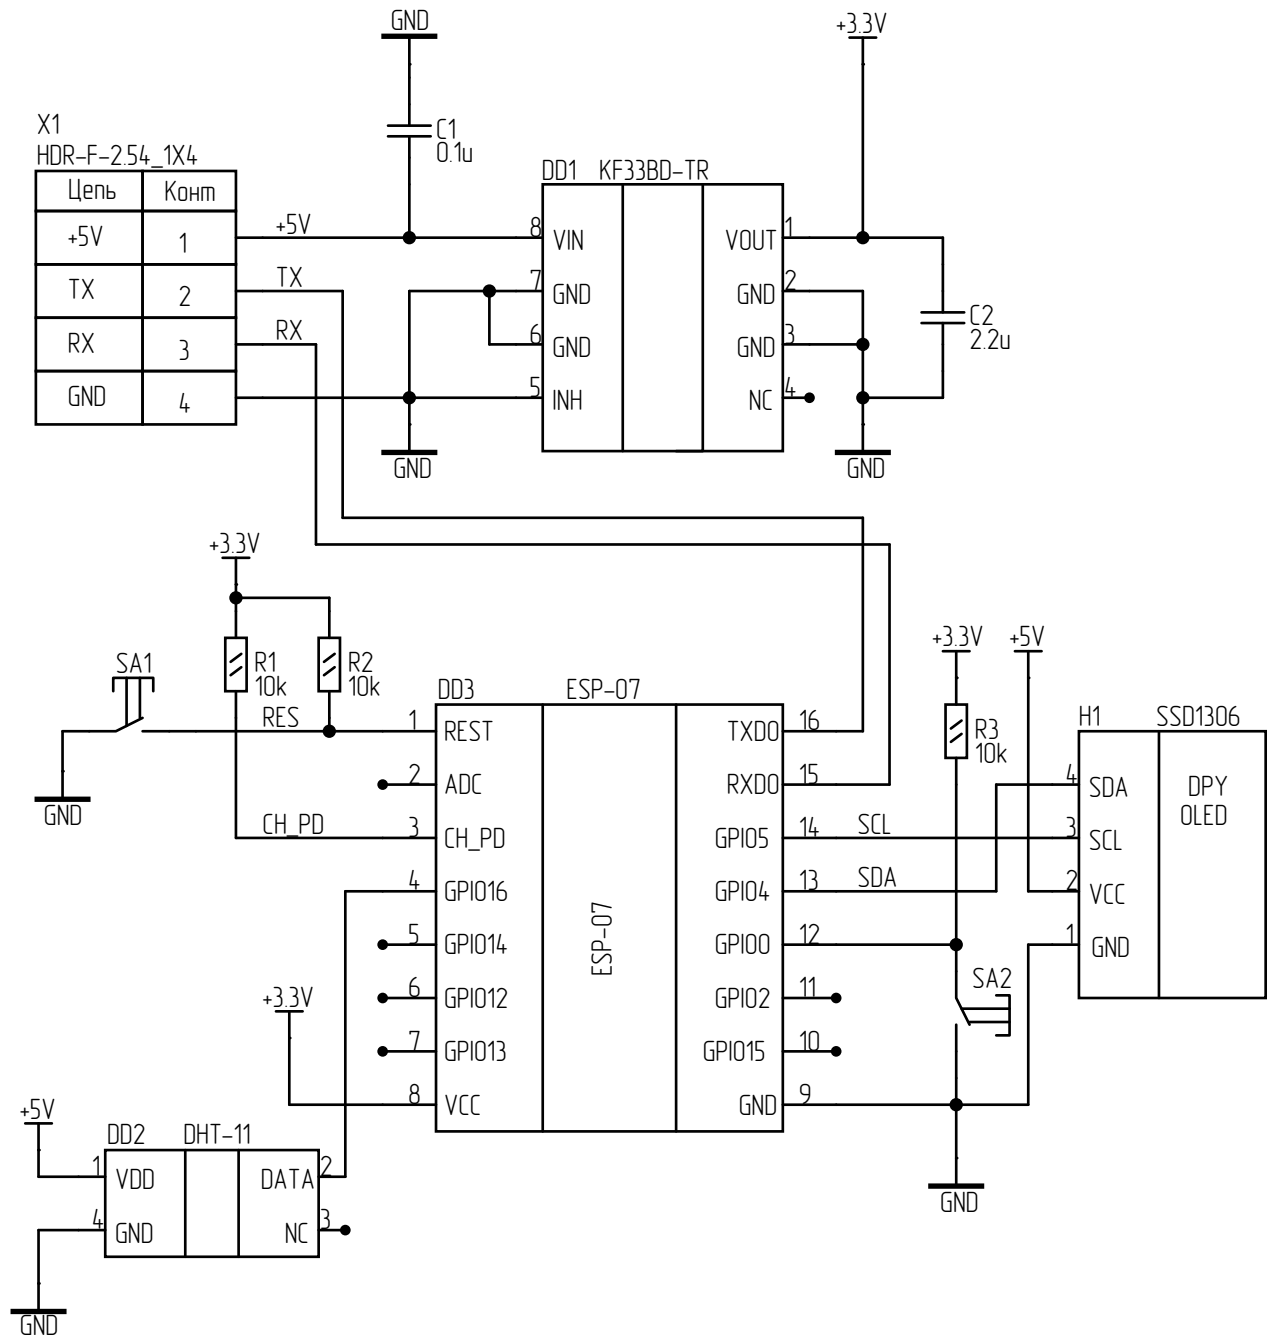 GND
+3.3V
X1
HDR-F-2.54_1X4
Цепь Конт
+5V 1
TX 2
RX 3
GND 4
+5V
TX
RX
C1
0.1u
DD1 KF33BD-TR
8 VIN VOUT 1
7 GND GND 2
6 GND GND 3
5 INH NC 4
C2
2.2u
GND
GND
+3.3V
SA1
R1
10k
R2
10k
RES
GND
CH_PD
+3.3V
DD3 ESP-07
1 REST TXD0 16
2 ADC RXD0 15
3 CH_PD GPIO5 14
4 GPIO16 GPIO4 13
5 GPIO14 GPIO0 12
6 GPIO12 GPIO2 11
7 GPIO13 GPIO15 10
8 VCC GND 9
ESP-07
SCL
SDA
+3.3V
+5V
R3
10k
SA2
H1 SSD1306
4 SDA
3 SCL
2 VCC
1 GND
DPY
OLED
GND
+5V
DD2 DHT-11
1 VDD DATA 2
4 GND NC 3
GND